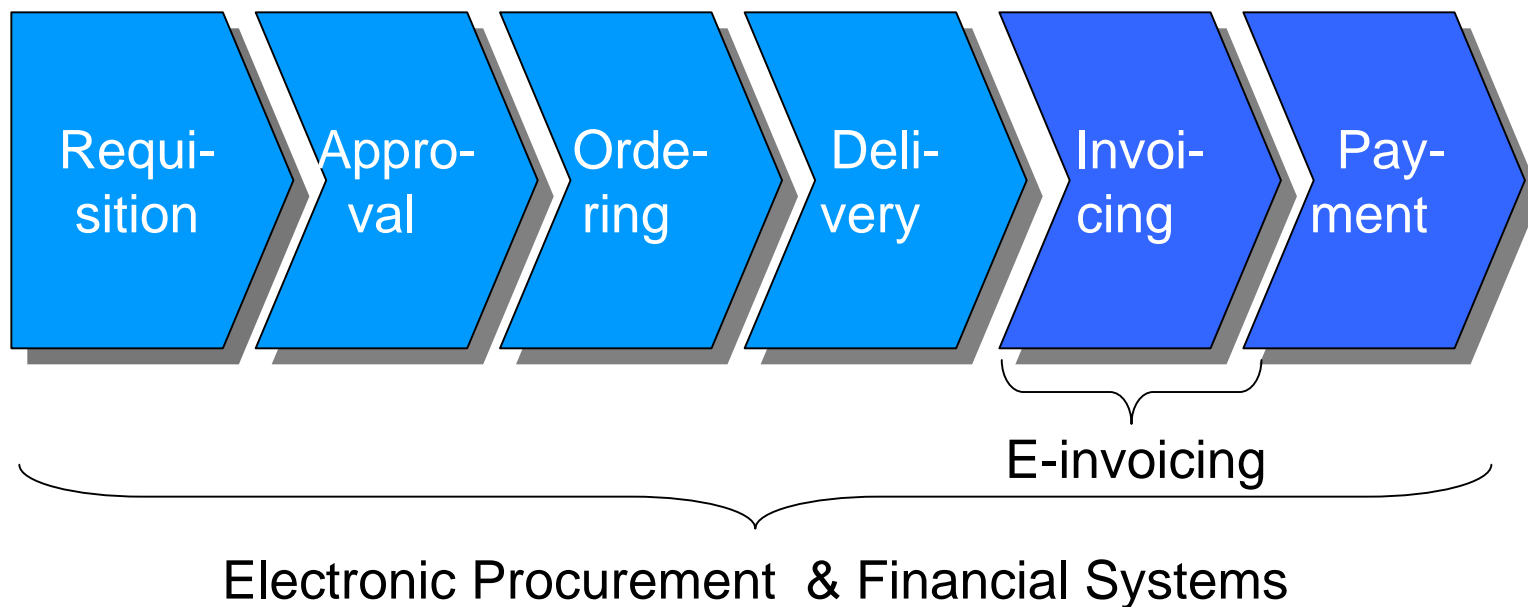 Requi-
sition
Appro-
val
Orde-
ring
Deli-
very
Invoi-
cing
Pay-
ment
E-invoicing
Electronic Procurement  & Financial Systems